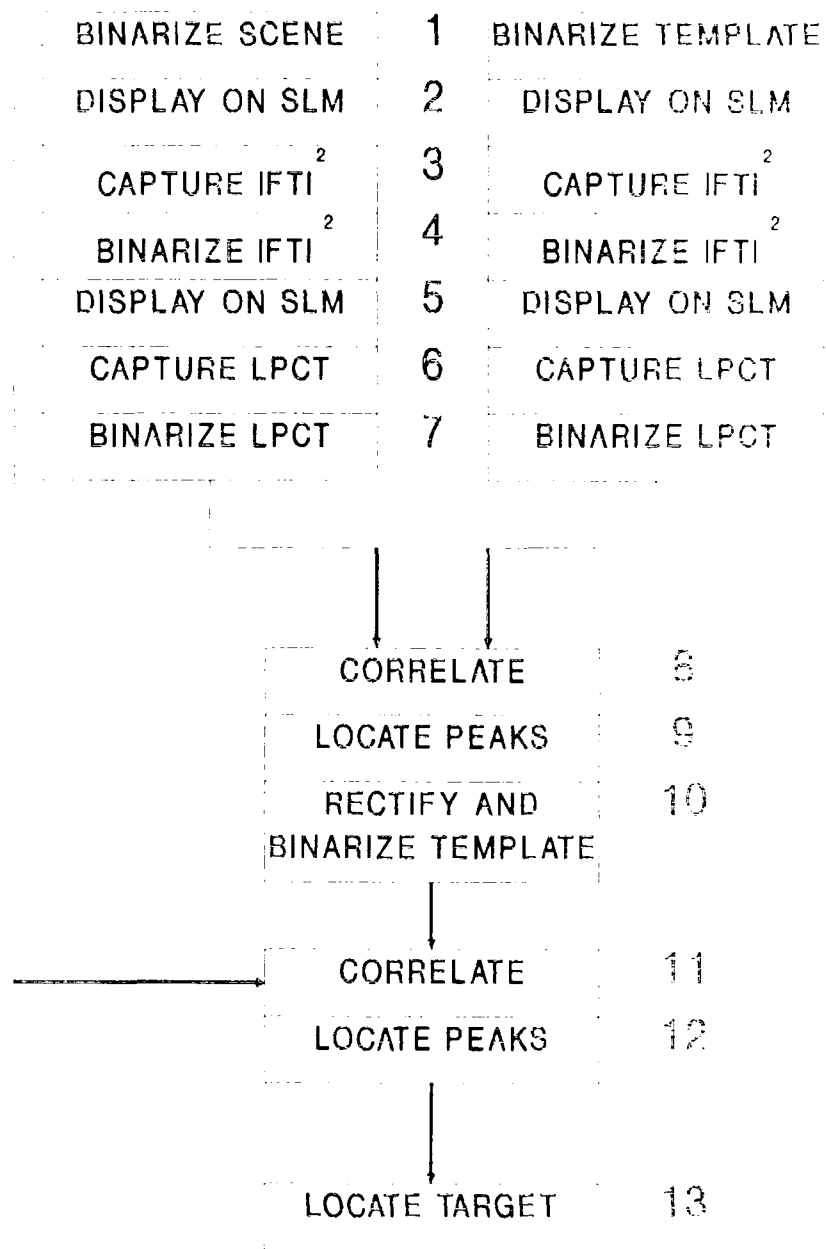 BINARIZE SCENE 1 BINARIZE TEMPLATE
DISPLAY ON SLM 2 DISPLAY ON SLM
CAPTURE IFTI² 3 CAPTURE IFTI²
BINARIZE IFTI² 4 BINARIZE IFTI²
DISPLAY ON SLM 5 DISPLAY ON SLM
CAPTURE LPCT 6 CAPTURE LPCT
BINARIZE LPCT 7 BINARIZE LPCT
CORRELATE 8
LOCATE PEAKS 9
RECTIFY AND 10
BINARIZE TEMPLATE
CORRELATE 11
LOCATE PEAKS 12
LOCATE TARGET 13